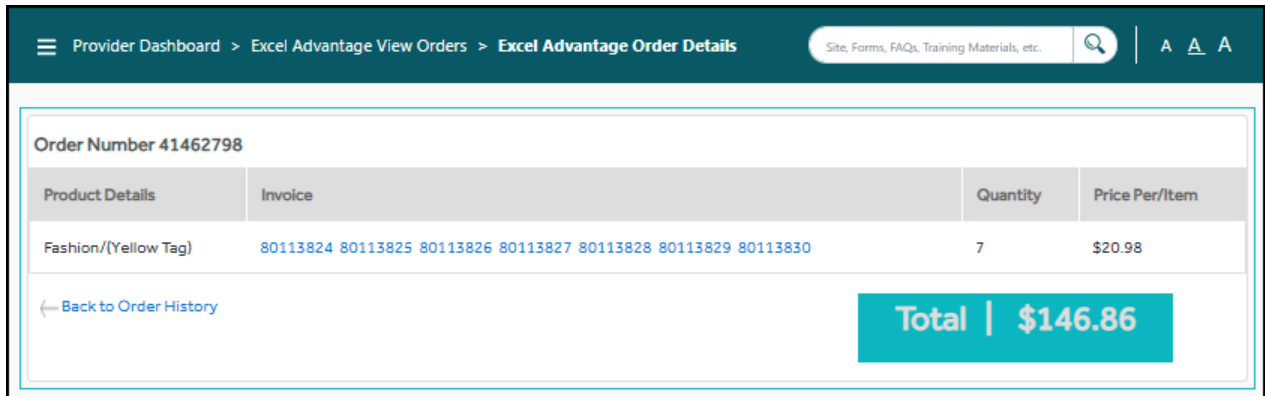 Provider Dashboard > Excel Advantage View Orders > Excel Advantage Order Details
Site, Forms, FAQs, Training Materials, etc.
A A A
Order Number 41462798
Product Details Invoice Quantity Price Per/Item
Fashion/(Yellow Tag) 80113824 80113825 80113826 80113827 80113828 80113829 80113830 7 $20.98
Back to Order History
Total | $146.86